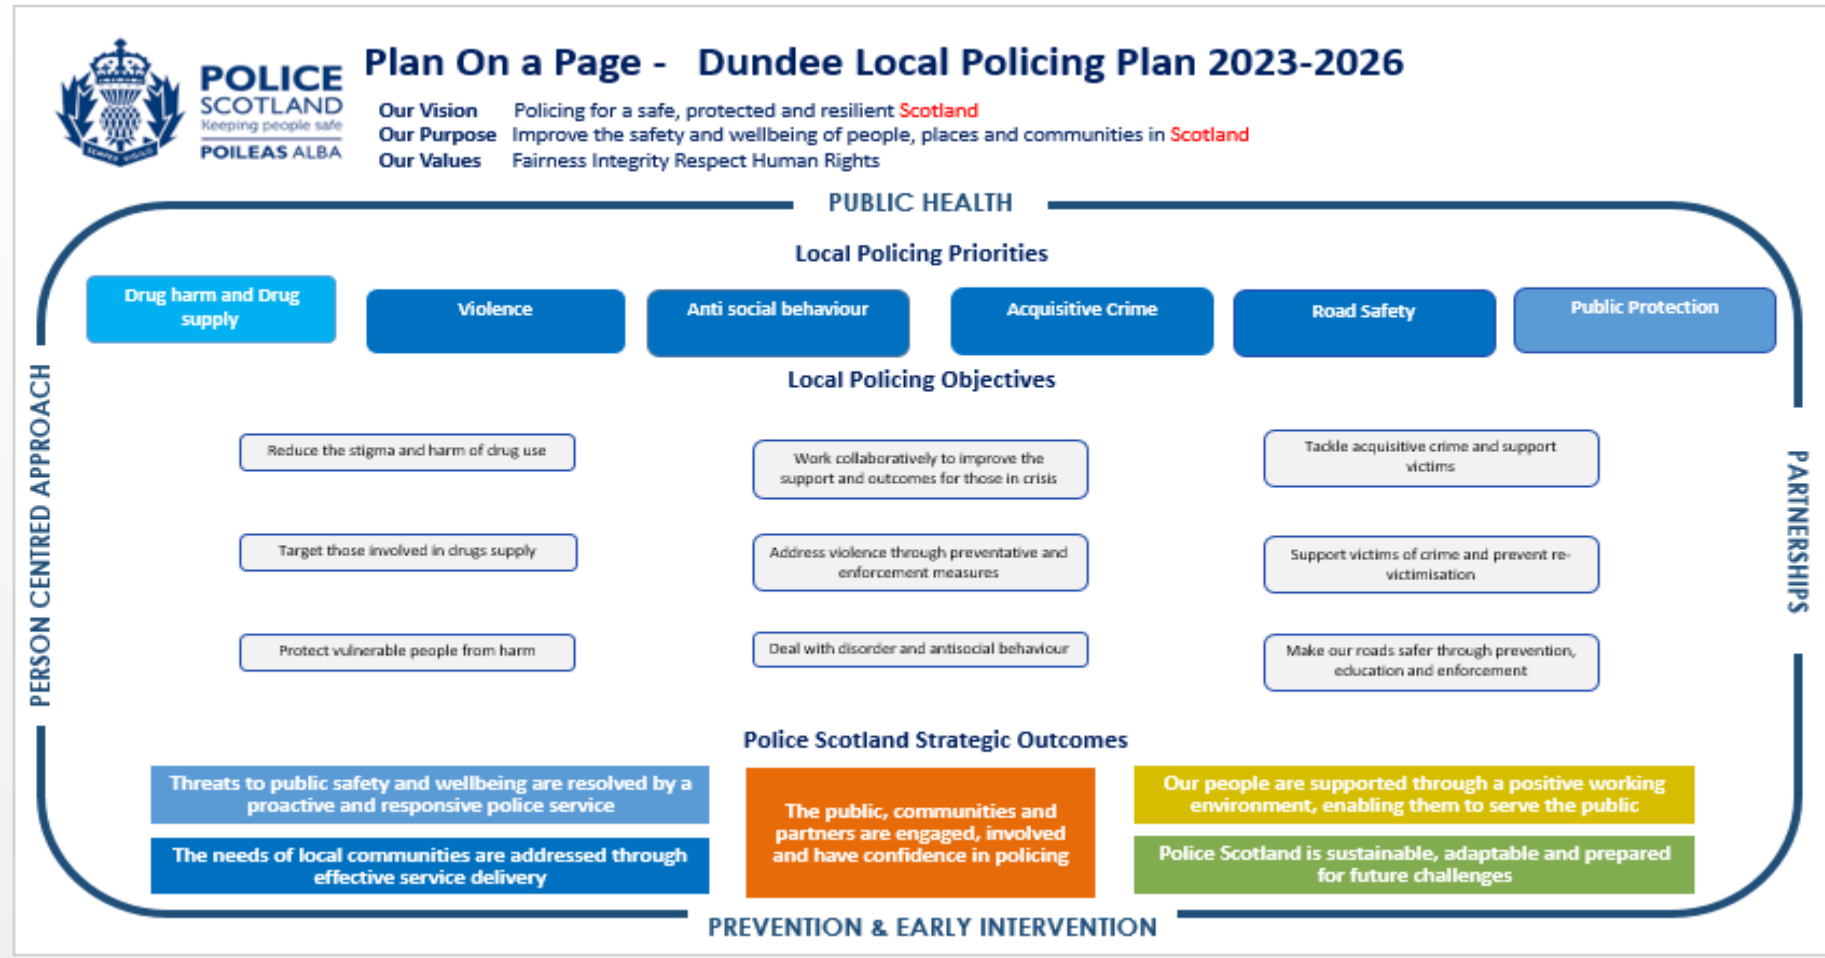 POLICE
SCOTLAND
Keeping people safe
POILEAS ALBA
SEMPER VIGILO
Plan On a Page - Dundee Local Policing Plan 2023-2026
Our Vision Policing for a safe, protected and resilient Scotland
Our Purpose Improve the safety and wellbeing of people, places and communities in Scotland
Our Values Fairness Integrity Respect Human Rights
PUBLIC HEALTH
Local Policing Priorities
Drug harm and Drug
supply
Violence
Anti social behaviour
Acquisitive Crime
Road Safety
Public Protection
Local Policing Objectives
PERSON CENTRED APPROACH
Reduce the stigma and harm of drug use
Work collaboratively to improve the
support and outcomes for those in crisis
Tackle acquisitive crime and support
victims
Target those involved in drugs supply
Address violence through preventative and
enforcement measures
Support victims of crime and prevent re-
victimisation
Protect vulnerable people from harm
Deal with disorder and antisocial behaviour
Make our roads safer through prevention,
education and enforcement
PARTNERSHIPS
Police Scotland Strategic Outcomes
Threats to public safety and wellbeing are resolved by a
proactive and responsive police service
The needs of local communities are addressed through
effective service delivery
The public, communities and
partners are engaged, involved
and have confidence in policing
Our people are supported through a positive working
environment, enabling them to serve the public
Police Scotland is sustainable, adaptable and prepared
for future challenges
PREVENTION & EARLY INTERVENTION